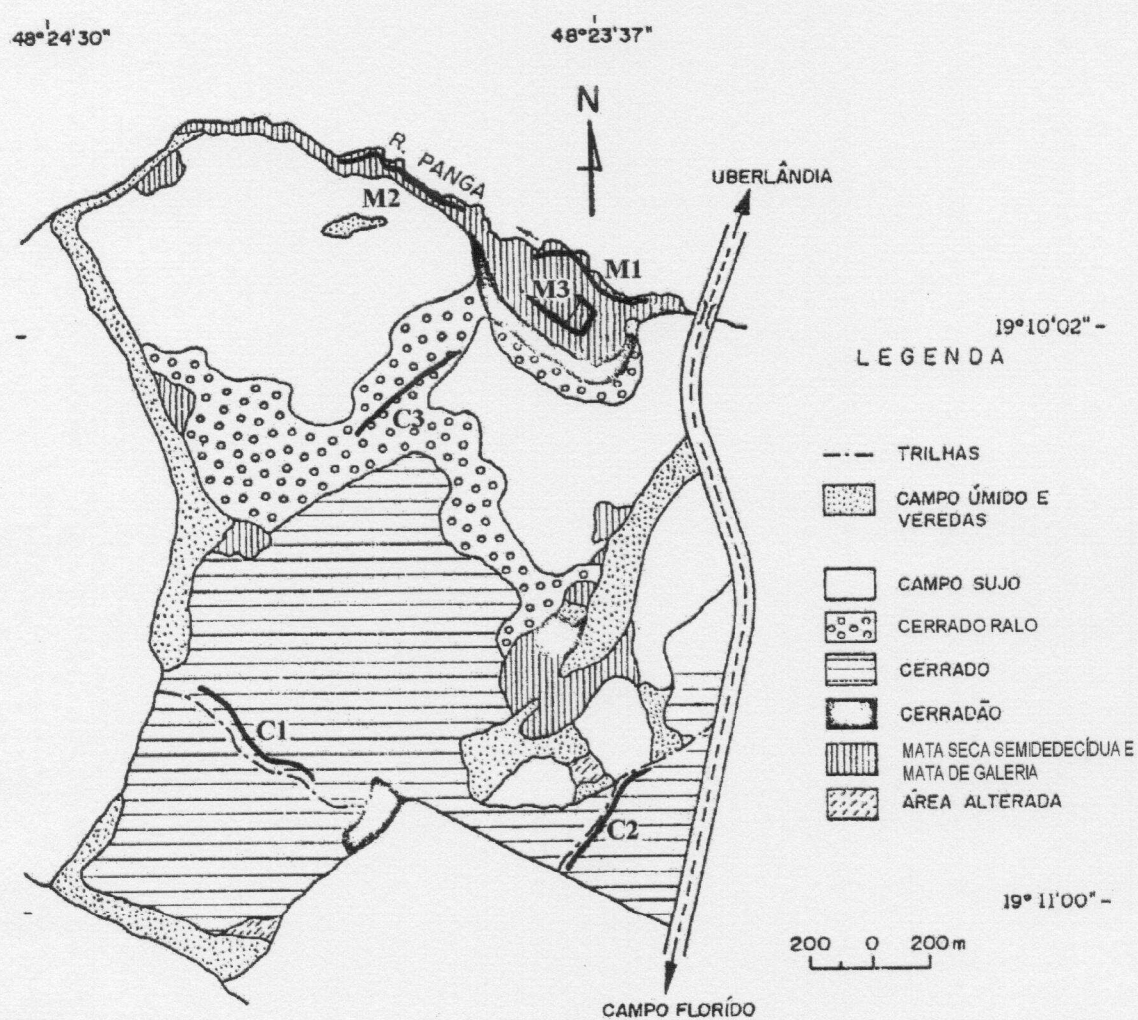 48°24'30"
48°23'37"
N
R. PANGA
UBERLÂNDIA
M2
M1
M3
19°10'02"-
LEGENDA
C3
TRILHAS
CAMPO ÚMIDO E
VEREDAS
CAMPO SUJO
CERRADO RALO
CERRADO
CERRADÃO
C1
MATA SECA SEMIDEDECÍDUA E
MATA DE GALERIA
ÁREA ALTERADA
C2
19° 11'00"-
200 0 200 m
CAMPO FLORÍDO